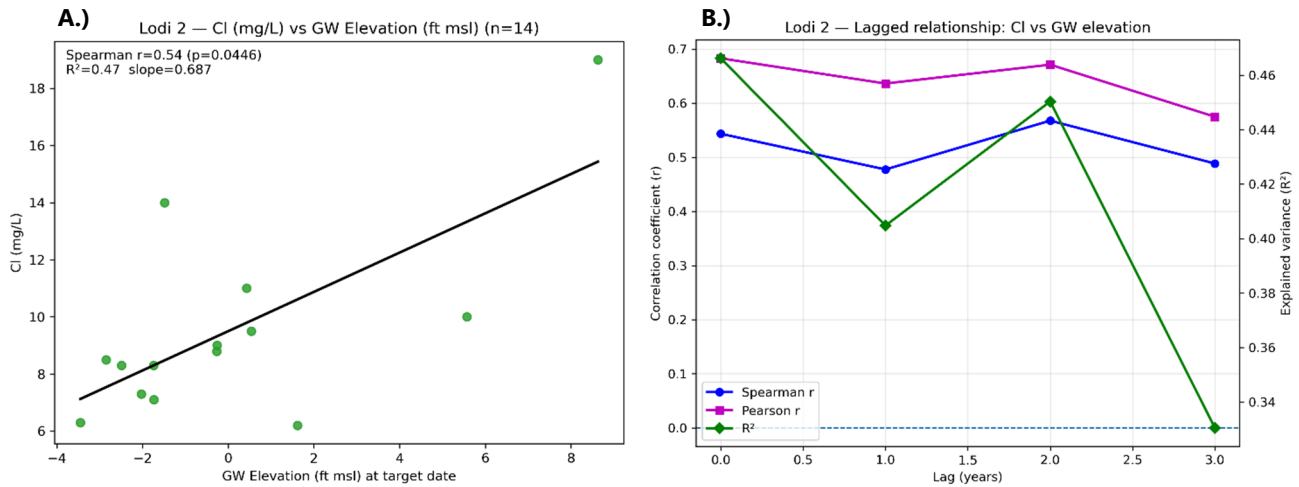 A.)
Lodi 2 — Cl (mg/L) vs GW Elevation (ft msl) (n=14)
Spearman r=0.54 (p=0.0446)
R²=0.47 slope=0.687
Cl (mg/L)
18
16
14
12
10
8
6
−4 −2 0 2 4 6 8
GW Elevation (ft msl) at target date
B.)
Lodi 2 — Lagged relationship: Cl vs GW elevation
Correlation coefficient (r)
0.7
0.6
0.5
0.4
0.3
0.2
0.1
0.0
Spearman r
Pearson r
R²
0.0 0.5 1.0 1.5 2.0 2.5 3.0
Lag (years)
0.46
0.44
0.42
0.40
0.38
0.36
0.34
Explained variance (R²)